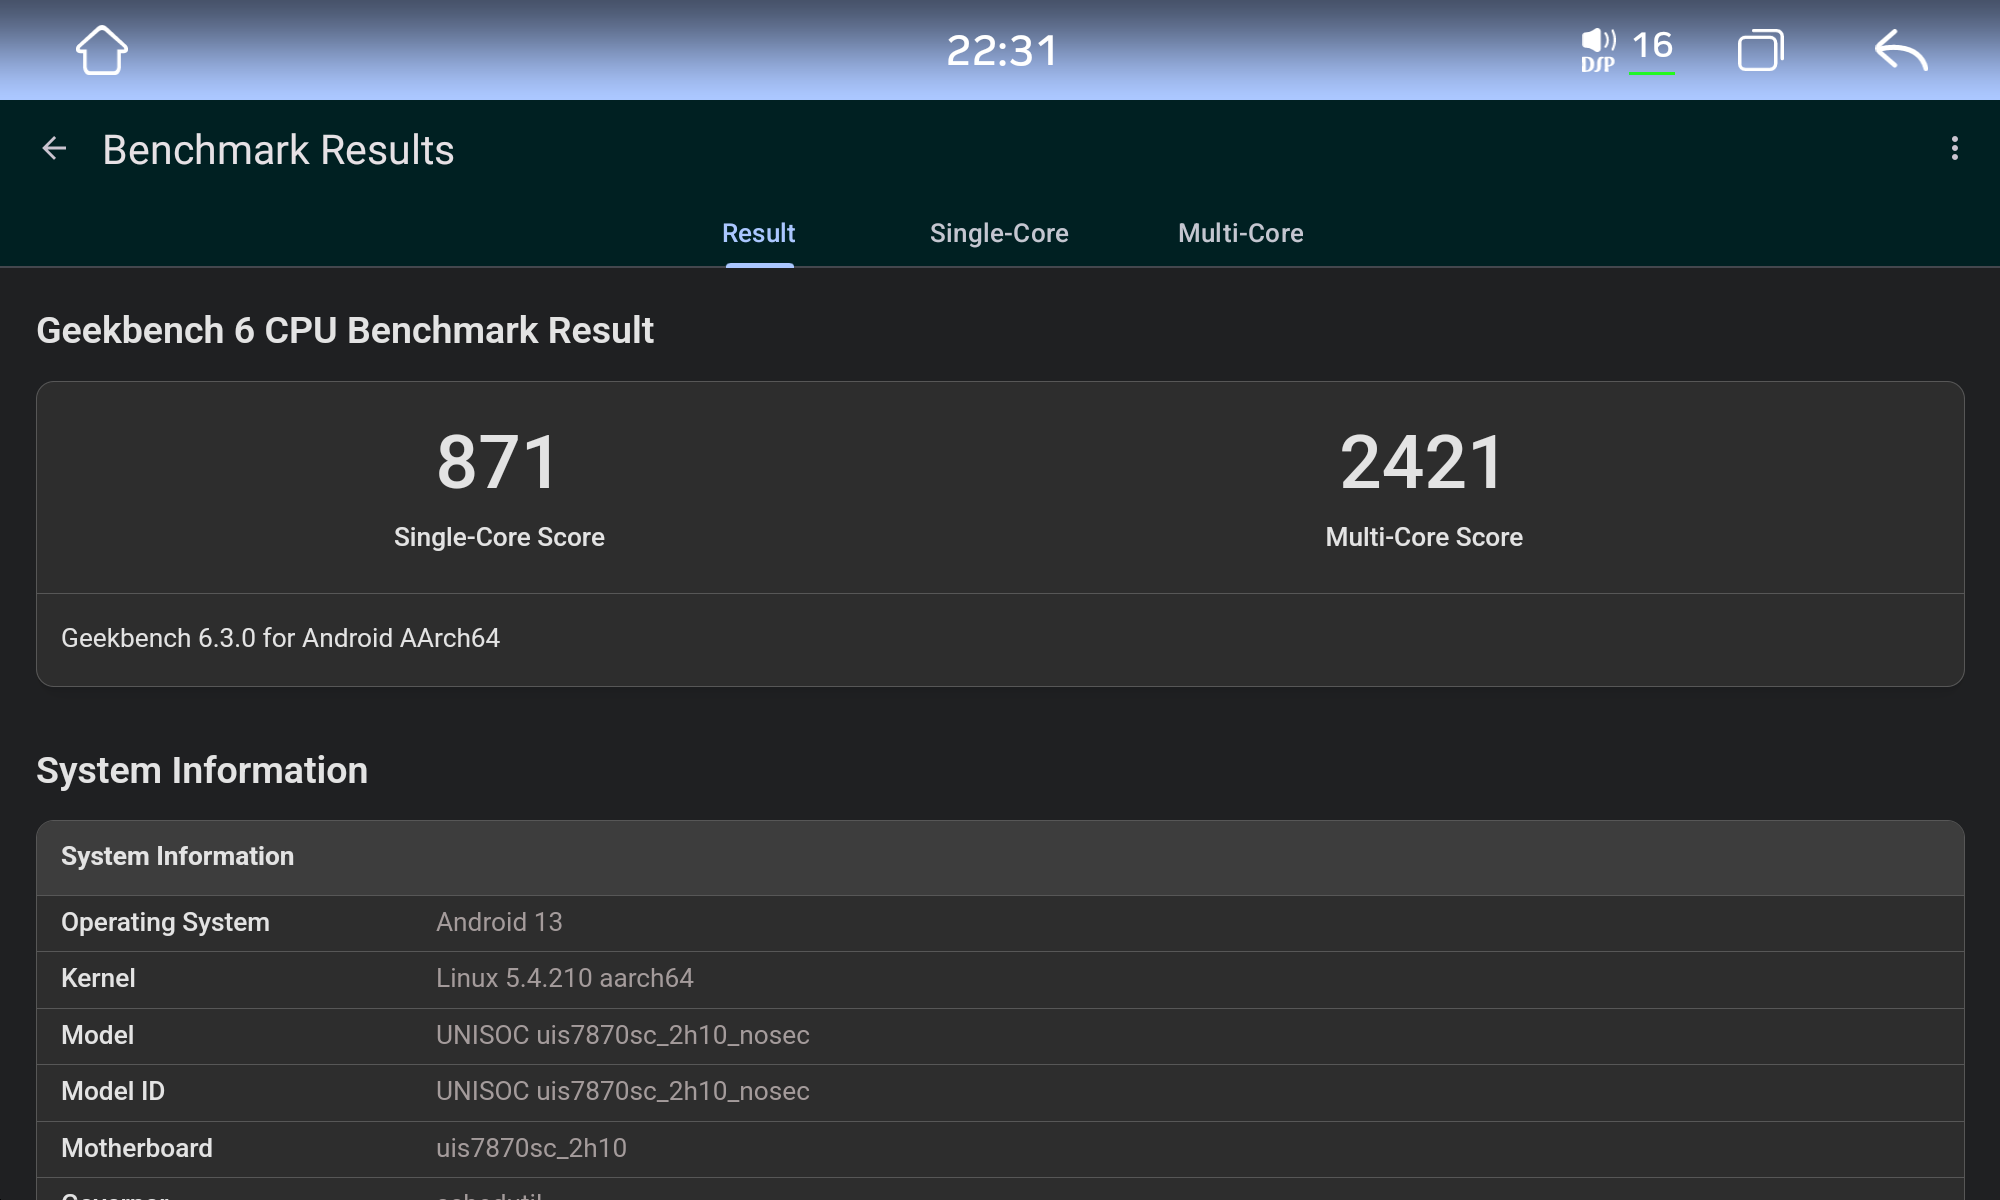 22:31
DSP 16
Benchmark Results
Result Single-Core Multi-Core
Geekbench 6 CPU Benchmark Result
871 2421
Single-Core Score Multi-Core Score
Geekbench 6.3.0 for Android AArch64
System Information
System Information
Operating System Android 13
Kernel Linux 5.4.210 aarch64
Model UNISOC uis7870sc_2h10_nosec
Model ID UNISOC uis7870sc_2h10_nosec
Motherboard uis7870sc_2h10
Governor schedutil